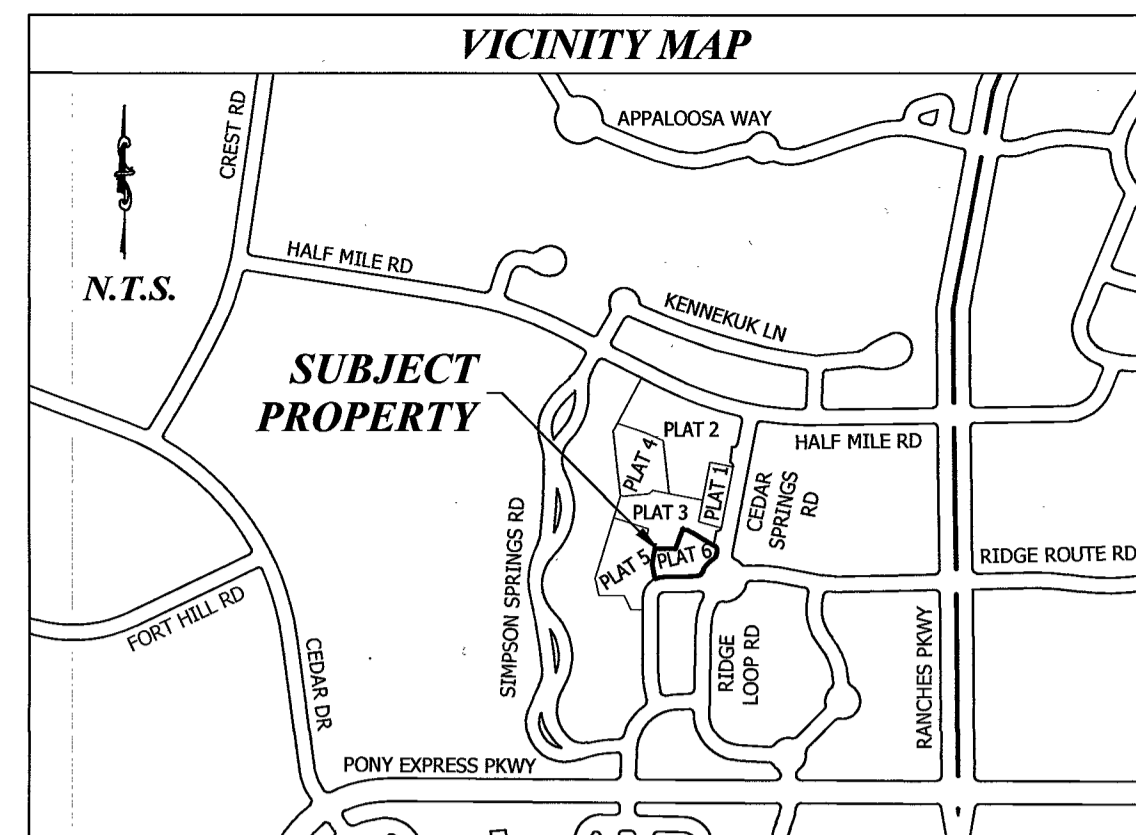 VICINITY MAP
CREST RD
APPALOOSA WAY
HALF MILE RD
N.T.S.
KENNEKUK LN
SUBJECT
PROPERTY
PLAT 2
HALF MILE RD
PLAT 4
PLAT 1
CEDAR
SPRINGS
RD
PLAT 3
PLAT 5
PLAT 6
RIDGE ROUTE RD
SIMPSON SPRINGS RD
FORT HILL RD
CEDAR DR
RIDGE
LOOP RD
RANCHES PKWY
PONY EXPRESS PKWY